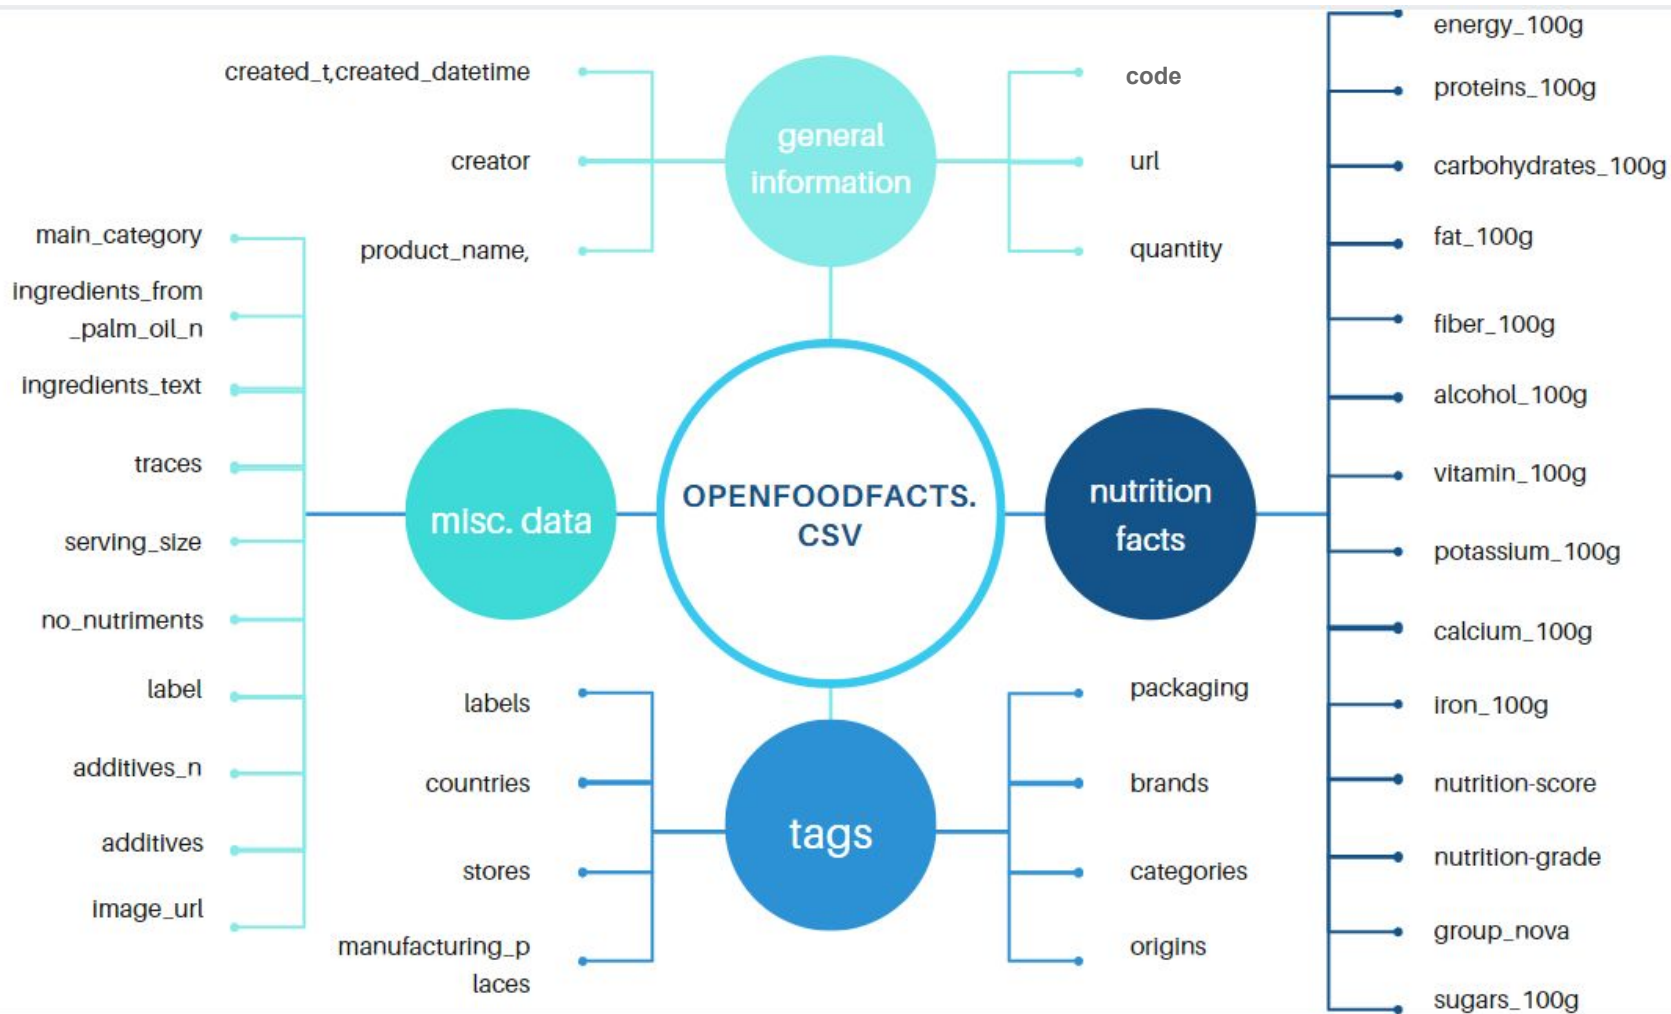 created_t,created_datetime
creator
product_name,
general
information
code
url
quantity
main_category
ingredients_from
_palm_oil_n
ingredients_text
traces
serving_size
no_nutriments
label
additives_n
additives
image_url
misc. data
OPENFOODFACTS.
CSV
nutrition
facts
energy_100g
proteins_100g
carbohydrates_100g
fat_100g
fiber_100g
alcohol_100g
vitamin_100g
potassium_100g
calcium_100g
iron_100g
nutrition-score
nutrition-grade
group_nova
sugars_100g
labels
countries
stores
manufacturing_p
laces
tags
packaging
brands
categories
origins